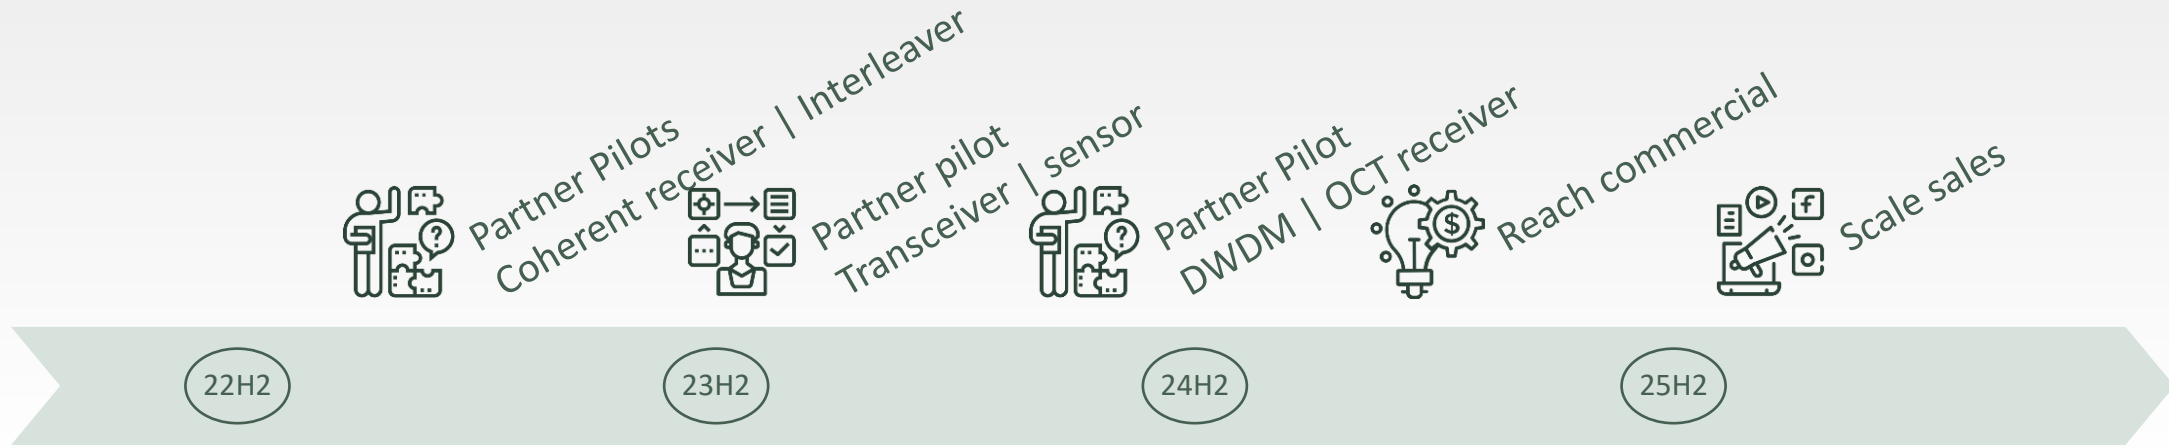 Partner Pilots
Coherent receiver | Interleaver
Partner pilot
Transceiver | sensor
Partner Pilot
DWDM | OCT receiver
Reach commercial
Scale sales
?
?
$
f
22H2
23H2
24H2
25H2